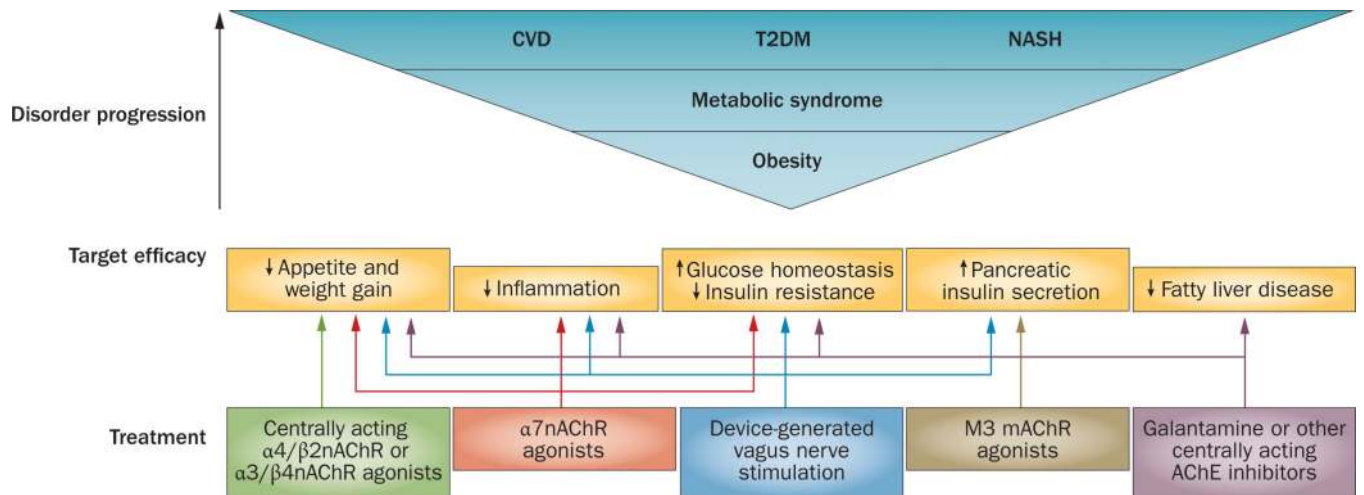 CVD T2DM NASH
Disorder progression
Metabolic syndrome
Obesity
Target efficacy
↓ Appetite and
weight gain
↓ Inflammation
↑ Glucose homeostasis
↓ Insulin resistance
↑ Pancreatic
insulin secretion
↓ Fatty liver disease
Treatment
Centrally acting
α4/β2nAChR or
α3/β4nAChR agonists
α7nAChR
agonists
Device-generated
vagus nerve
stimulation
M3 mAChR
agonists
Galantamine or other
centrally acting
AChE inhibitors